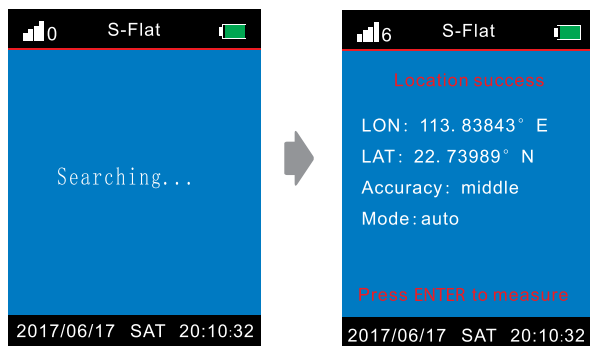 0 S-Flat
Searching...
2017/06/17 SAT 20:10:32
6 S-Flat
Location success
LON: 113.83843° E
LAT: 22.73989° N
Accuracy: middle
Mode:auto
Press ENTER to measure
2017/06/17 SAT 20:10:32